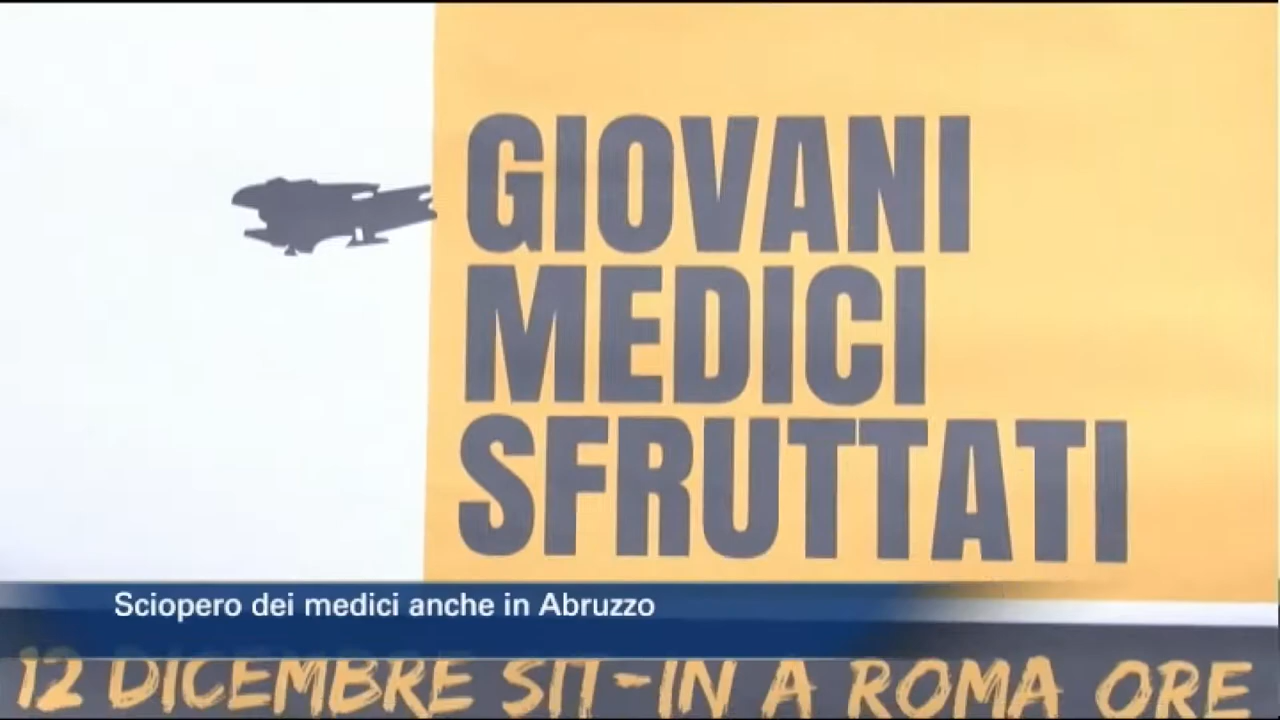 GIOVANI
MEDICI
SFRUTTATI
Sciopero dei medici anche in Abruzzo
12 DICEMBRE SIT-IN A ROMA ORE